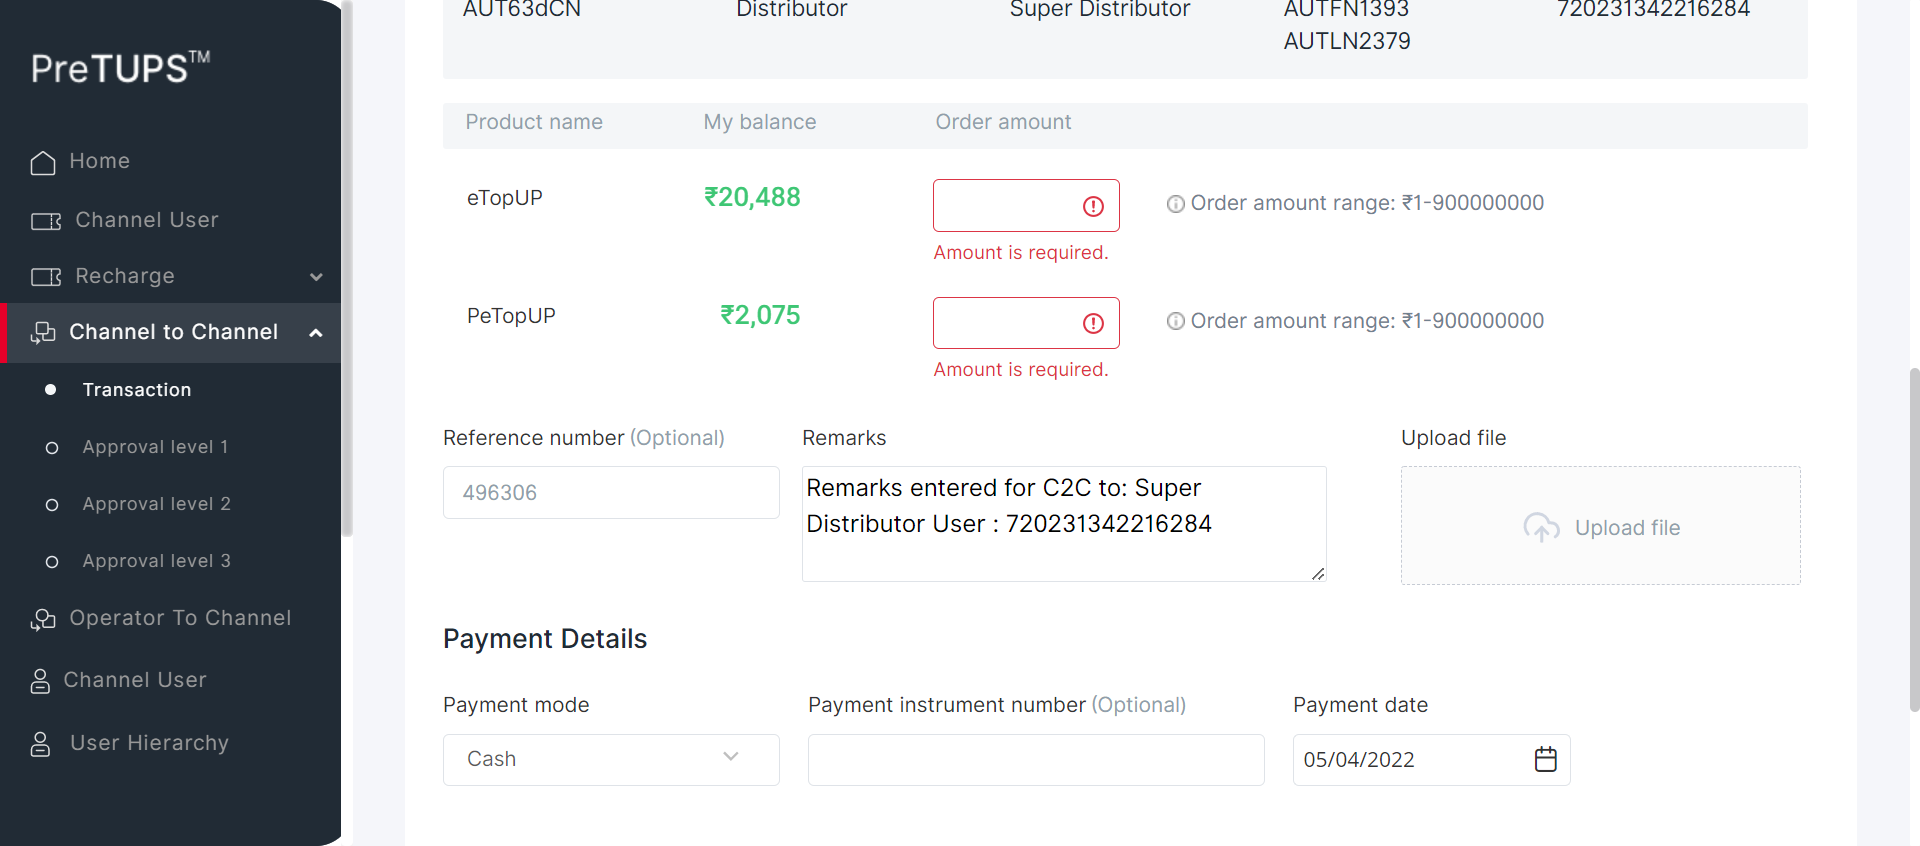 PreTUPS™
Home
Channel User
Recharge
Channel to Channel
Transaction
Approval level 1
Approval level 2
Approval level 3
Operator To Channel
Channel User
User Hierarchy
AUT63dCN Distributor Super Distributor AUTFN1393 720231342216284
AUTLN2379
Product name My balance Order amount
eTopUP ₹20,488 Order amount range: ₹1-900000000
Amount is required.
PeTopUP ₹2,075 Order amount range: ₹1-900000000
Amount is required.
Reference number (Optional) Remarks Upload file
496306
Remarks entered for C2C to: Super
Distributor User : 720231342216284
Upload file
Payment Details
Payment mode Payment instrument number (Optional) Payment date
Cash 05/04/2022